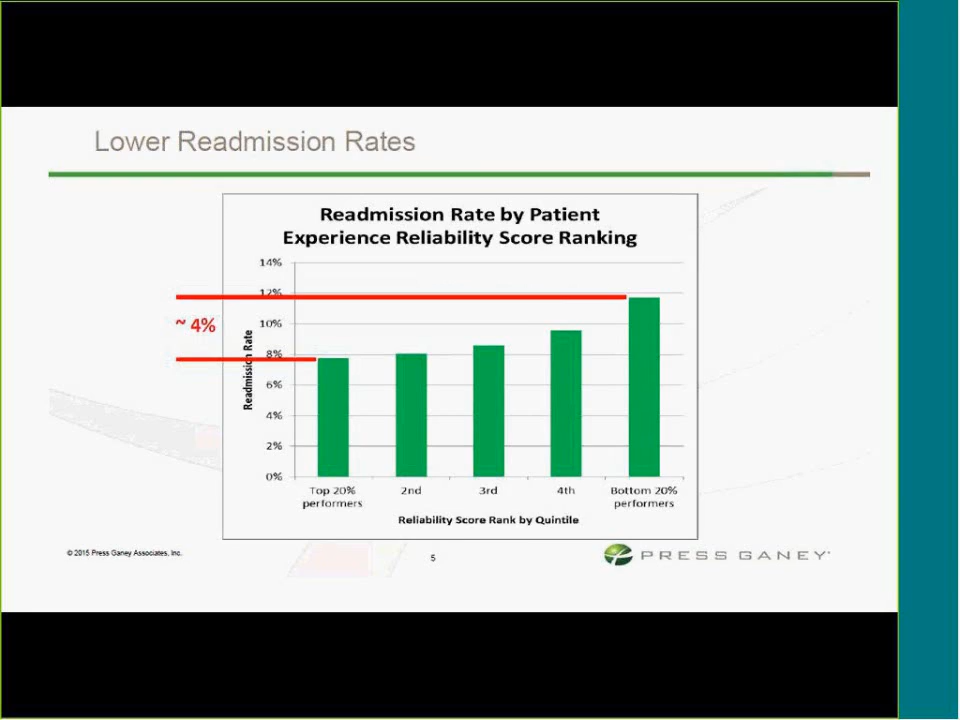 Lower Readmission Rates
Readmission Rate by Patient
Experience Reliability Score Ranking
14%
12%
~ 4%
10%
8%
6%
4%
2%
0%
Readmission Rate
Top 20%
performers
2nd
3rd
4th
Bottom 20%
performers
Reliability Score Rank by Quintile
© 2015 Press Ganey Associates, Inc.
5
PRESS GANEY